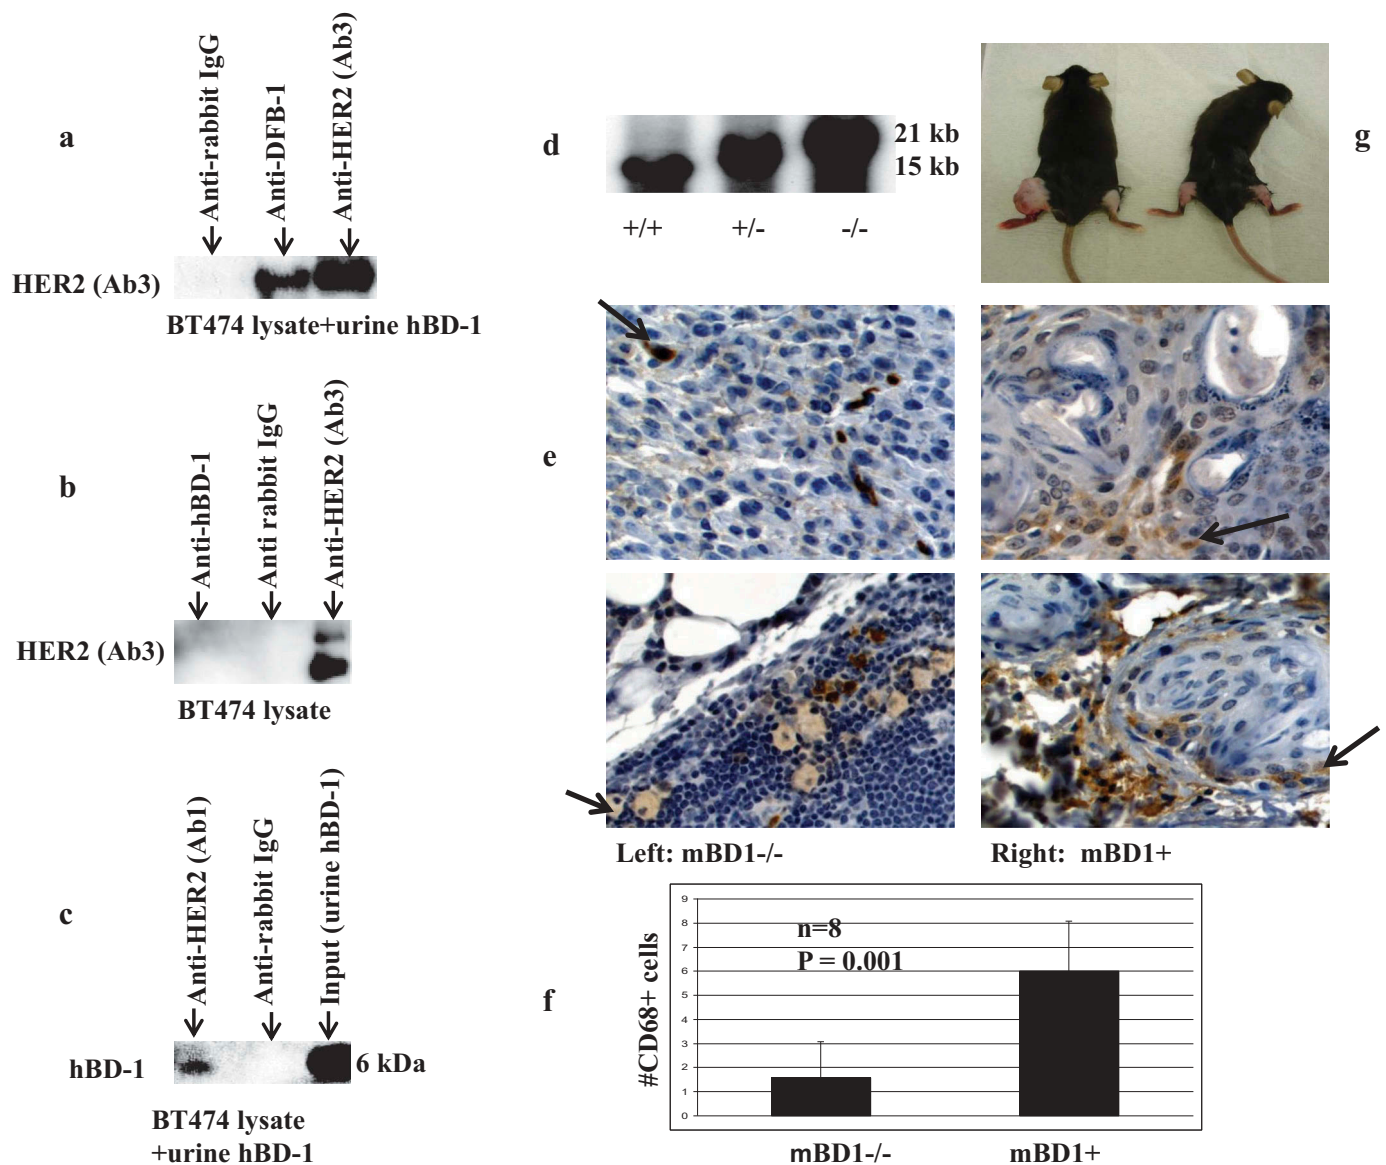 a
Anti-rabbit IgG
Anti-DFB-1
Anti-HER2 (Ab3)
HER2 (Ab3)
BT474 lysate+urine hBD-1
b
Anti-hBD-1
Anti rabbit IgG
Anti-HER2 (Ab3)
HER2 (Ab3)
BT474 lysate
c
Anti-HER2 (Ab1)
Anti-rabbit IgG
Input (urine hBD-1)
hBD-1
6 kDa
BT474 lysate
+urine hBD-1
d
21 kb
15 kb
+/+ +/- -/-
g
e
Left: mBD1-/-
Right: mBD1+
f
#CD68+ cells
9
8
7
6
5
4
3
2
1
0
n=8
P = 0.001
mBD1-/- mBD1+